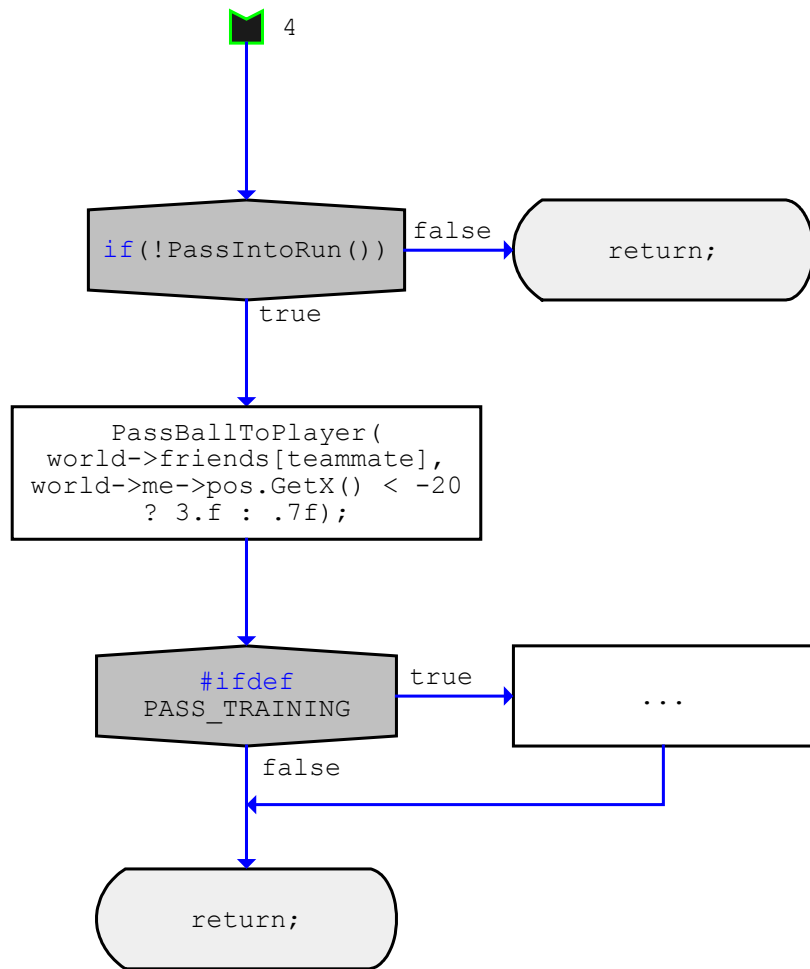 4
if(!PassIntoRun())
false
return;
true
PassBallToPlayer(
world->friends[teammate],
world->me->pos.GetX() < -20
? 3.f : .7f);
#ifdef
PASS_TRAINING
true
...
false
return;